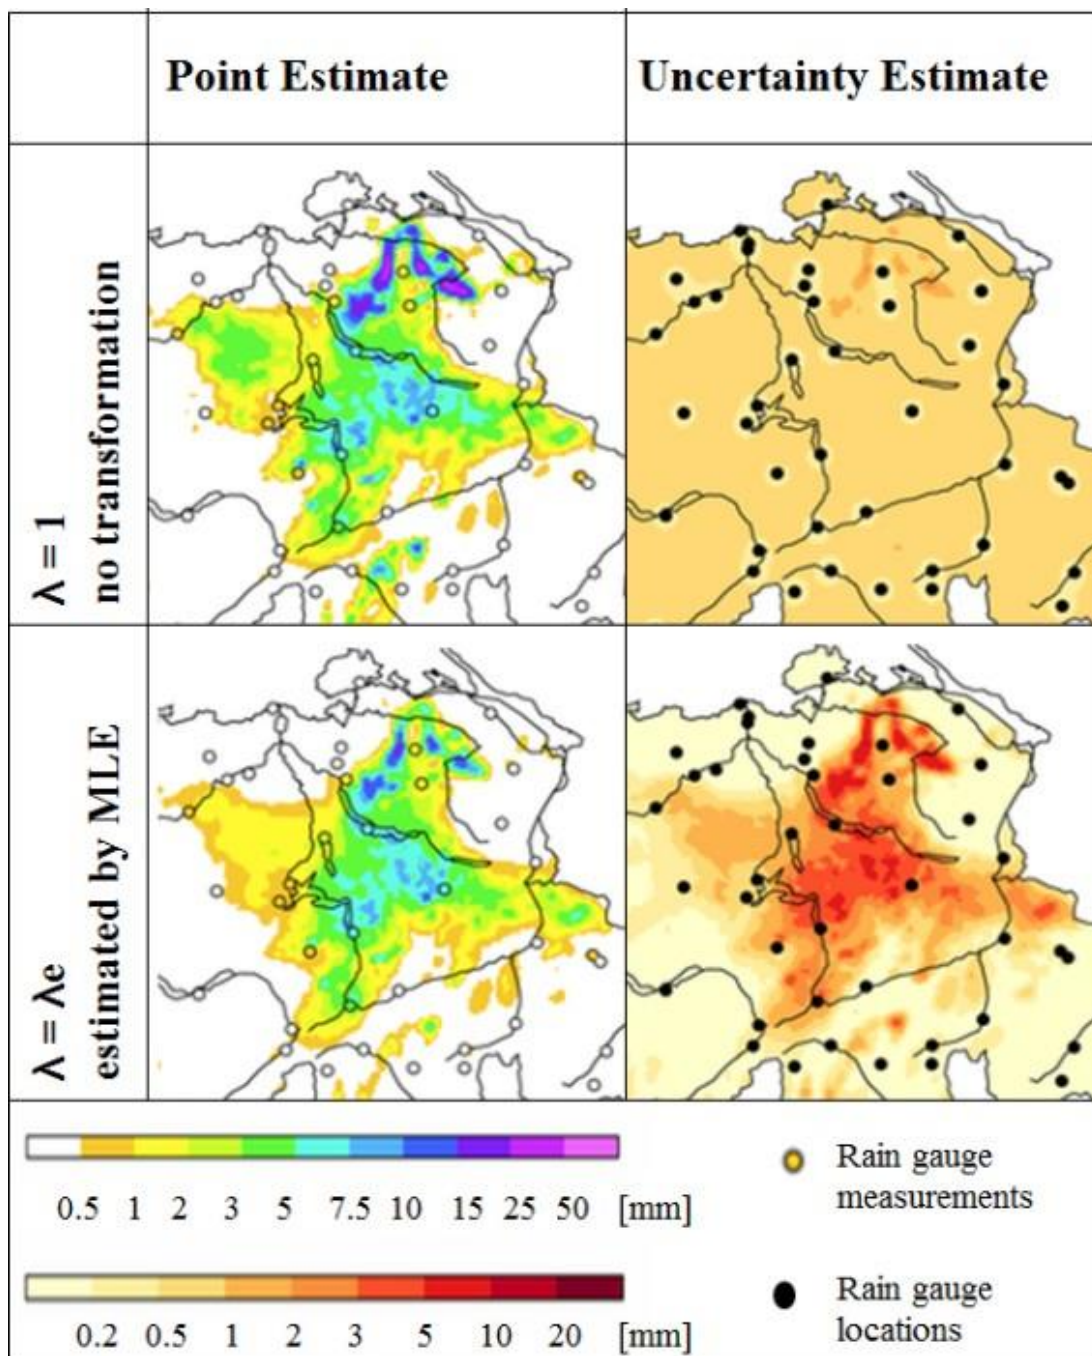 Point Estimate
Uncertainty Estimate
λ = 1
no transformation
λ = λe
estimated by MLE
0.5 1 2 3 5 7.5 10 15 25 50 [mm]
Rain gauge
measurements
0.2 0.5 1 2 3 5 10 20 [mm]
Rain gauge
locations